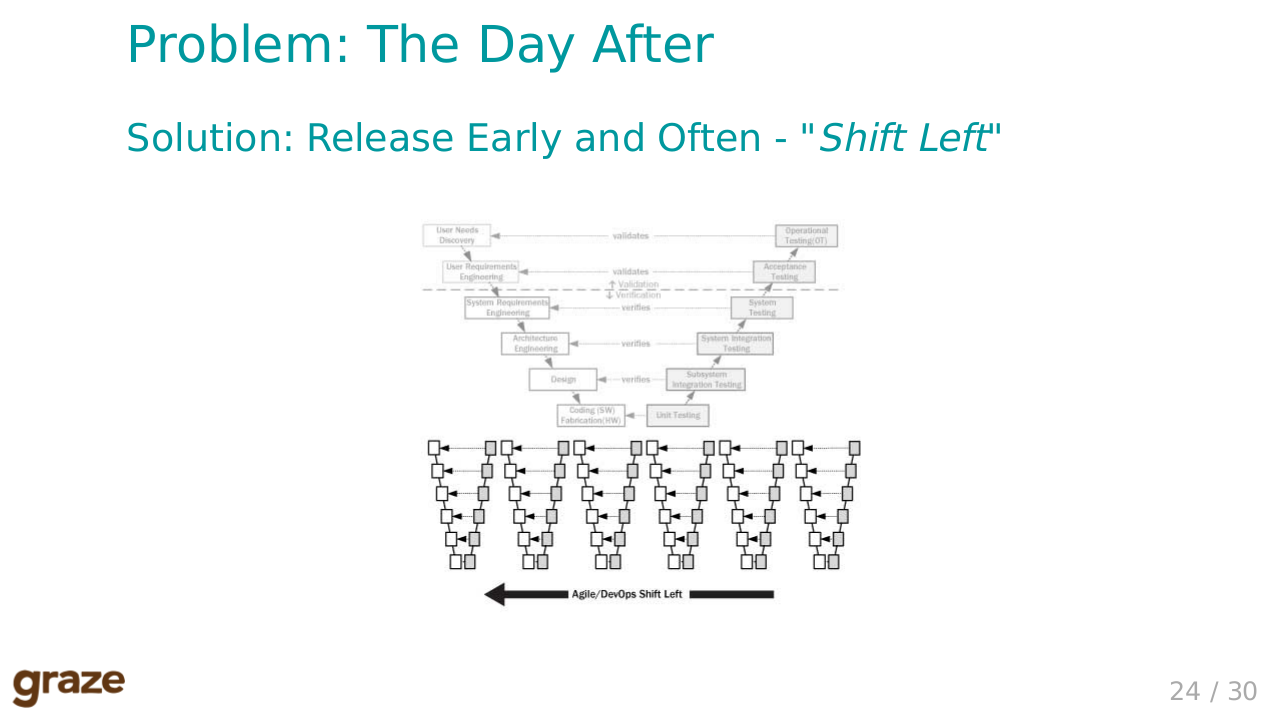 Problem: The Day After
Solution: Release Early and Often - "Shift Left"
User Needs
Discovery
validates
Operational
Testing(OT)
User Requirements
Engineering
validates
Acceptance
Testing
↑ Validation
↓ Verification
System Requirements
Engineering
verifies
System
Testing
Architecture
Engineering
verifies
System Integration
Testing
Design
verifies
Subsystem
Integration Testing
Coding (SW)
Fabrication(HW)
Unit Testing
Agile/DevOps Shift Left
graze
24 / 30